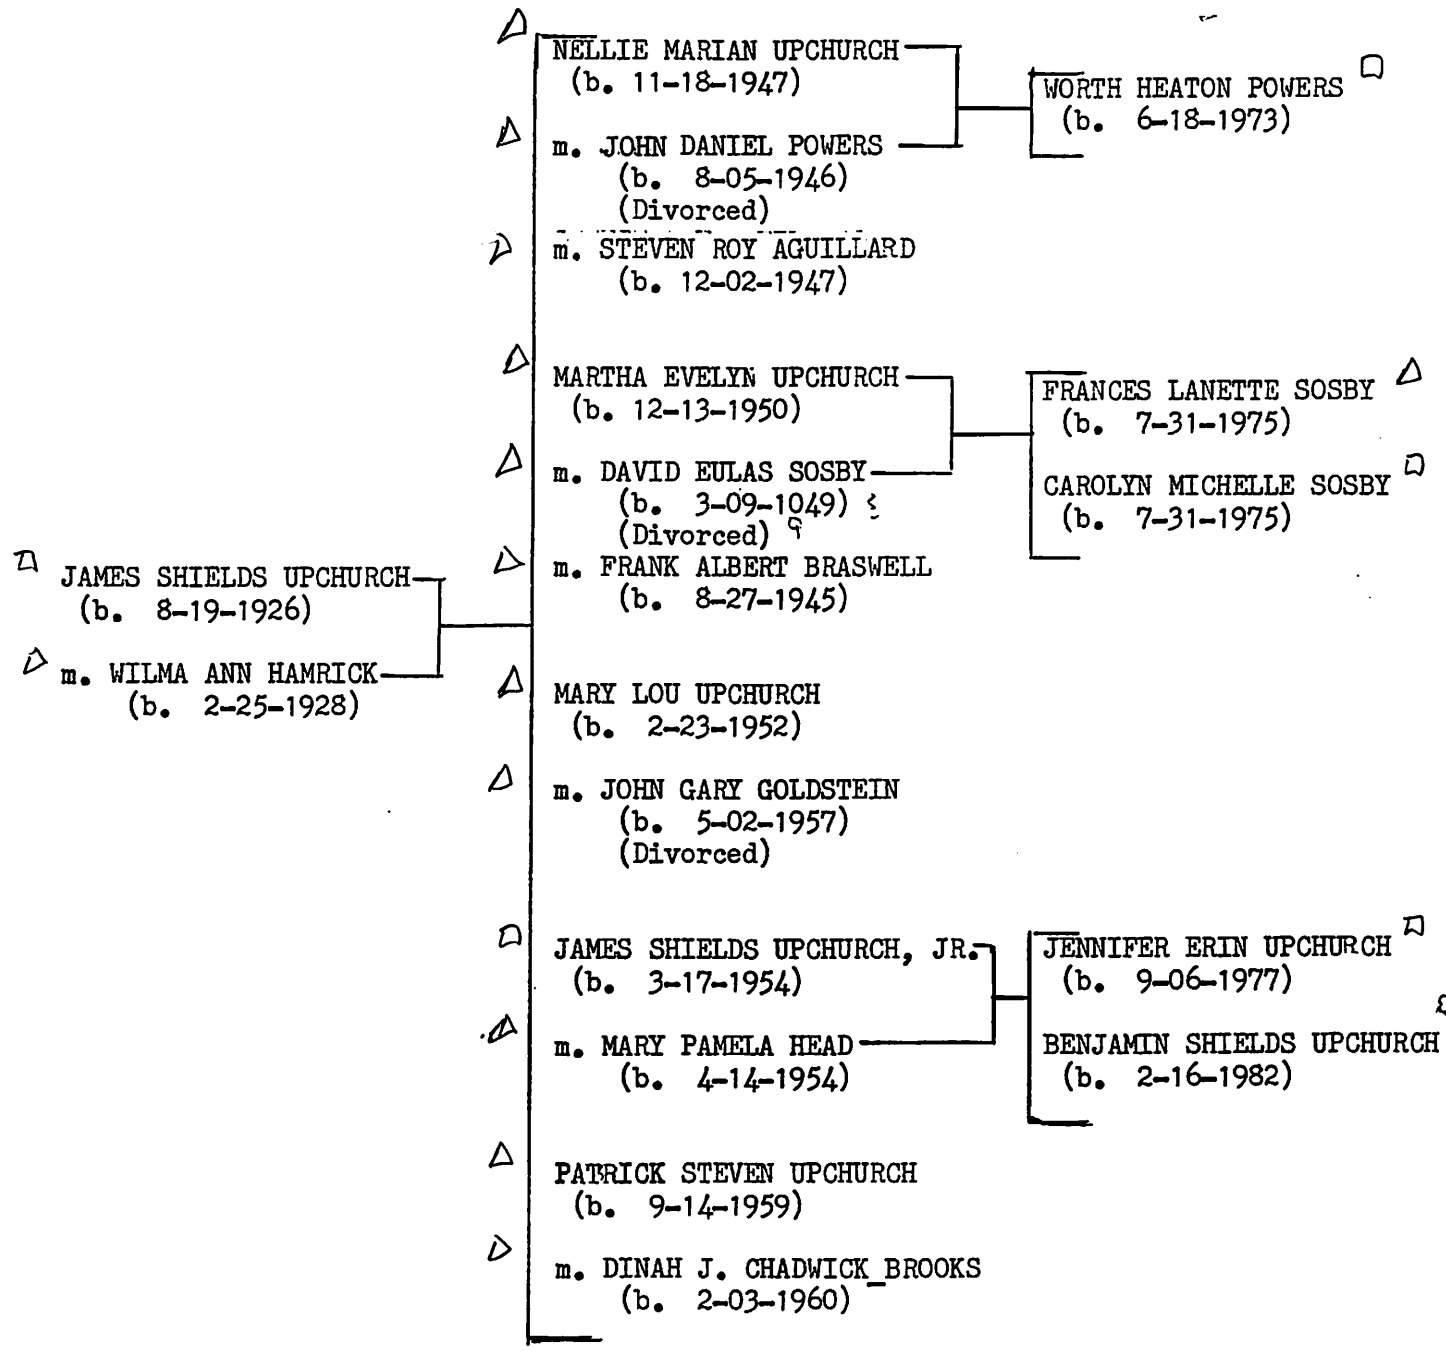 JAMES SHIELDS UPCHURCH
(b. 8-19-1926)
m. WILMA ANN HAMRICK
(b. 2-25-1928)
NELLIE MARIAN UPCHURCH
(b. 11-18-1947)
m. JOHN DANIEL POWERS
(b. 8-05-1946)
(Divorced)
m. STEVEN ROY AGUILLARD
(b. 12-02-1947)
MARTHA EVELYN UPCHURCH
(b. 12-13-1950)
m. DAVID EULAS SOSBY
(b. 3-09-1049)
(Divorced) 9
m. FRANK ALBERT BRASWELL
(b. 8-27-1945)
MARY LOU UPCHURCH
(b. 2-23-1952)
m. JOHN GARY GOLDSTEIN
(b. 5-02-1957)
(Divorced)
JAMES SHIELDS UPCHURCH, JR.
(b. 3-17-1954)
m. MARY PAMELA HEAD
(b. 4-14-1954)
PATRICK STEVEN UPCHURCH
(b. 9-14-1959)
m. DINAH J. CHADWICK_BROOKS
(b. 2-03-1960)
WORTH HEATON POWERS
(b. 6-18-1973)
FRANCES LANETTE SOSBY
(b. 7-31-1975)
CAROLYN MICHELLE SOSBY
(b. 7-31-1975)
JENNIFER ERIN UPCHURCH
(b. 9-06-1977)
BENJAMIN SHIELDS UPCHURCH
(b. 2-16-1982)